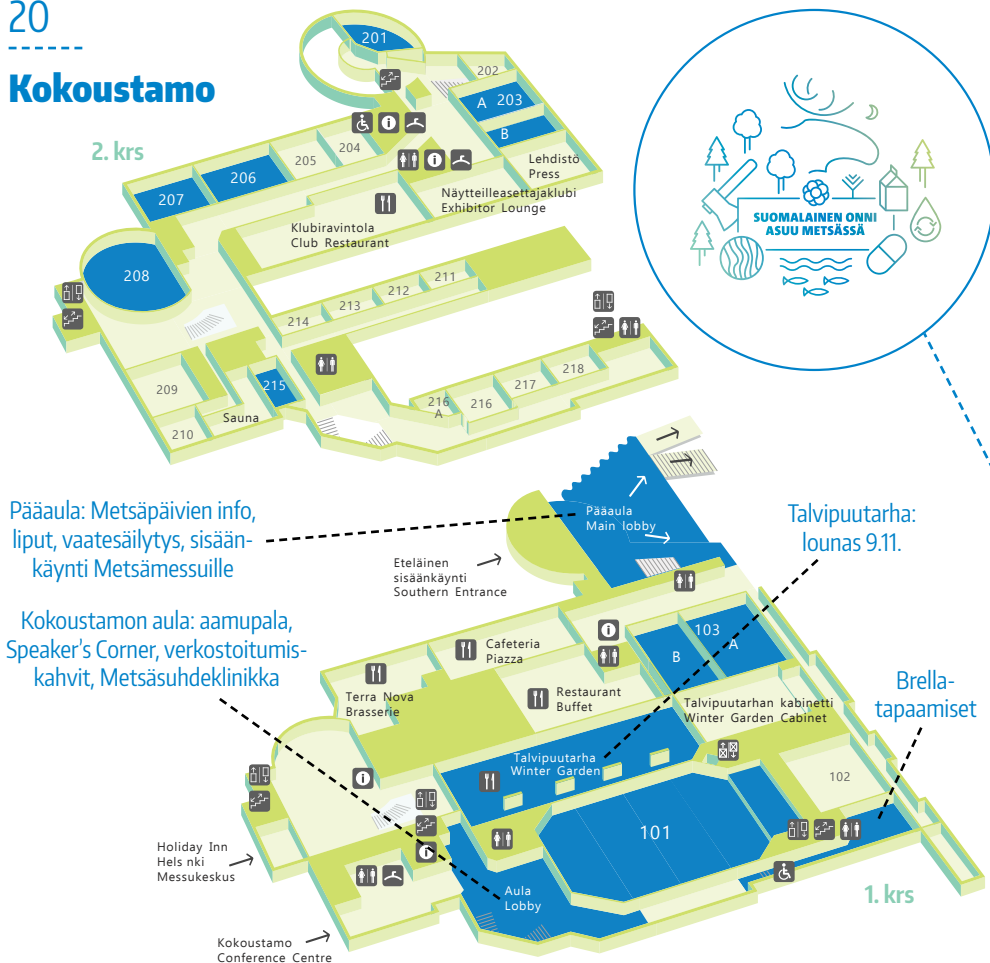 20
Kokoustamo
2. krs
201
202
A 203
B
204
205
206
207
208
Lehdistö
Press
Näytteilleasettajaklubi
Exhibitor Lounge
Klubiravintola
Club Restaurant
211
212
213
214
215
209
210
Sauna
216
A
216
217
218
SUOMALAINEN ONNI
ASUU METSÄSSÄ
Pääaula: Metsäpäivien info,
liput, vaatesäilytys, sisään-
käynti Metsämessuille
Pääaula
Main lobby
Talvipuutarha:
lounas 9.11.
Eteläinen
sisäänkäynti
Southern Entrance
Kokoustamon aula: aamupala,
Speaker's Corner, verkostoitumis-
kahvit, Metsäsuhdeklinikka
Cafeteria
Piazza
Terra Nova
Brasserie
Restaurant
Buffet
103
B
A
Talvipuutarhan kabinetti
Winter Garden Cabinet
Brella-
tapaamiset
Talvipuutarha
Winter Garden
102
101
Holiday Inn
Hels nki
Messukeskus
Aula
Lobby
1. krs
Kokoustamo
Conference Centre